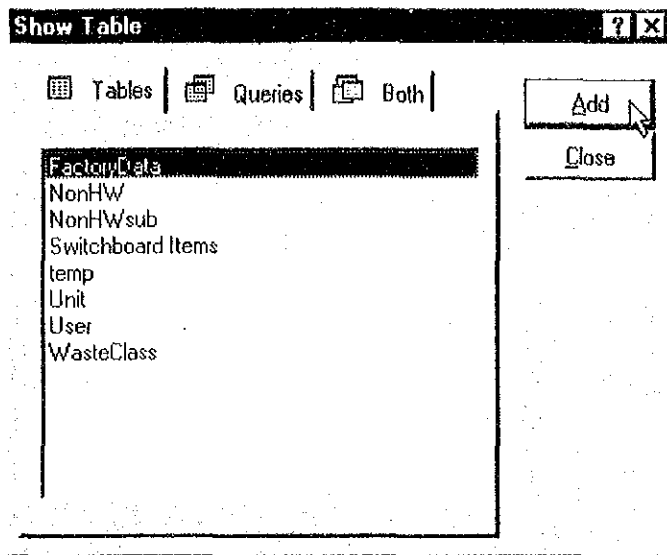 Show Table
Tables Queries Both
Add
Close
FactoryData
NonHW
NonHWsub
Switchboard Items
temp
Unit
User
WasteClass